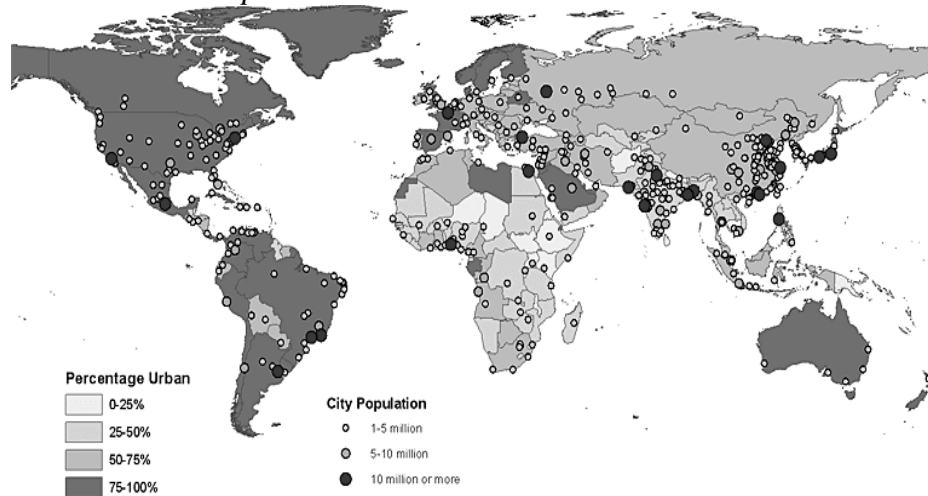 Percentage Urban
0-25%
25-50%
50-75%
75-100%
City Population
1-5 million
5-10 million
10 million or more